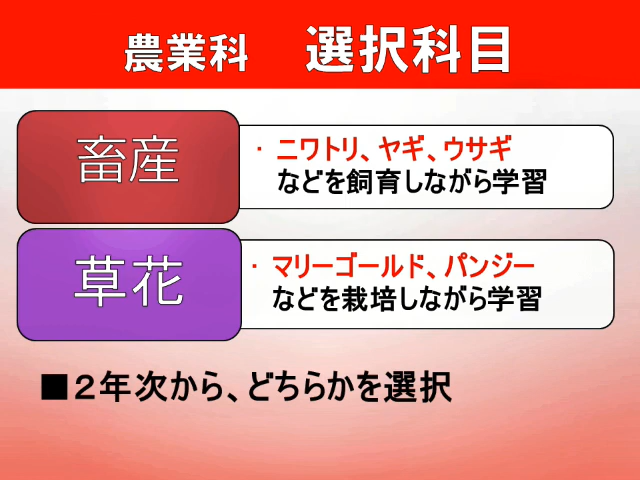 農業科　選択科目
畜産
・ニワトリ、ヤギ、ウサギ
などを飼育しながら学習
草花
・マリーゴールド、パンジー
などを栽培しながら学習
■２年次から、どちらかを選択